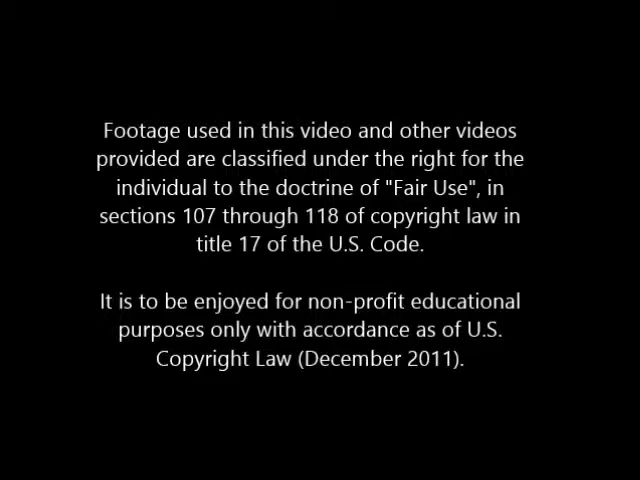 Footage used in this video and other videos
provided are classified under the right for the
individual to the doctrine of "Fair Use", in
sections 107 through 118 of copyright law in
title 17 of the U.S. Code.
It is to be enjoyed for non-profit educational
purposes only with accordance as of U.S.
Copyright Law (December 2011).